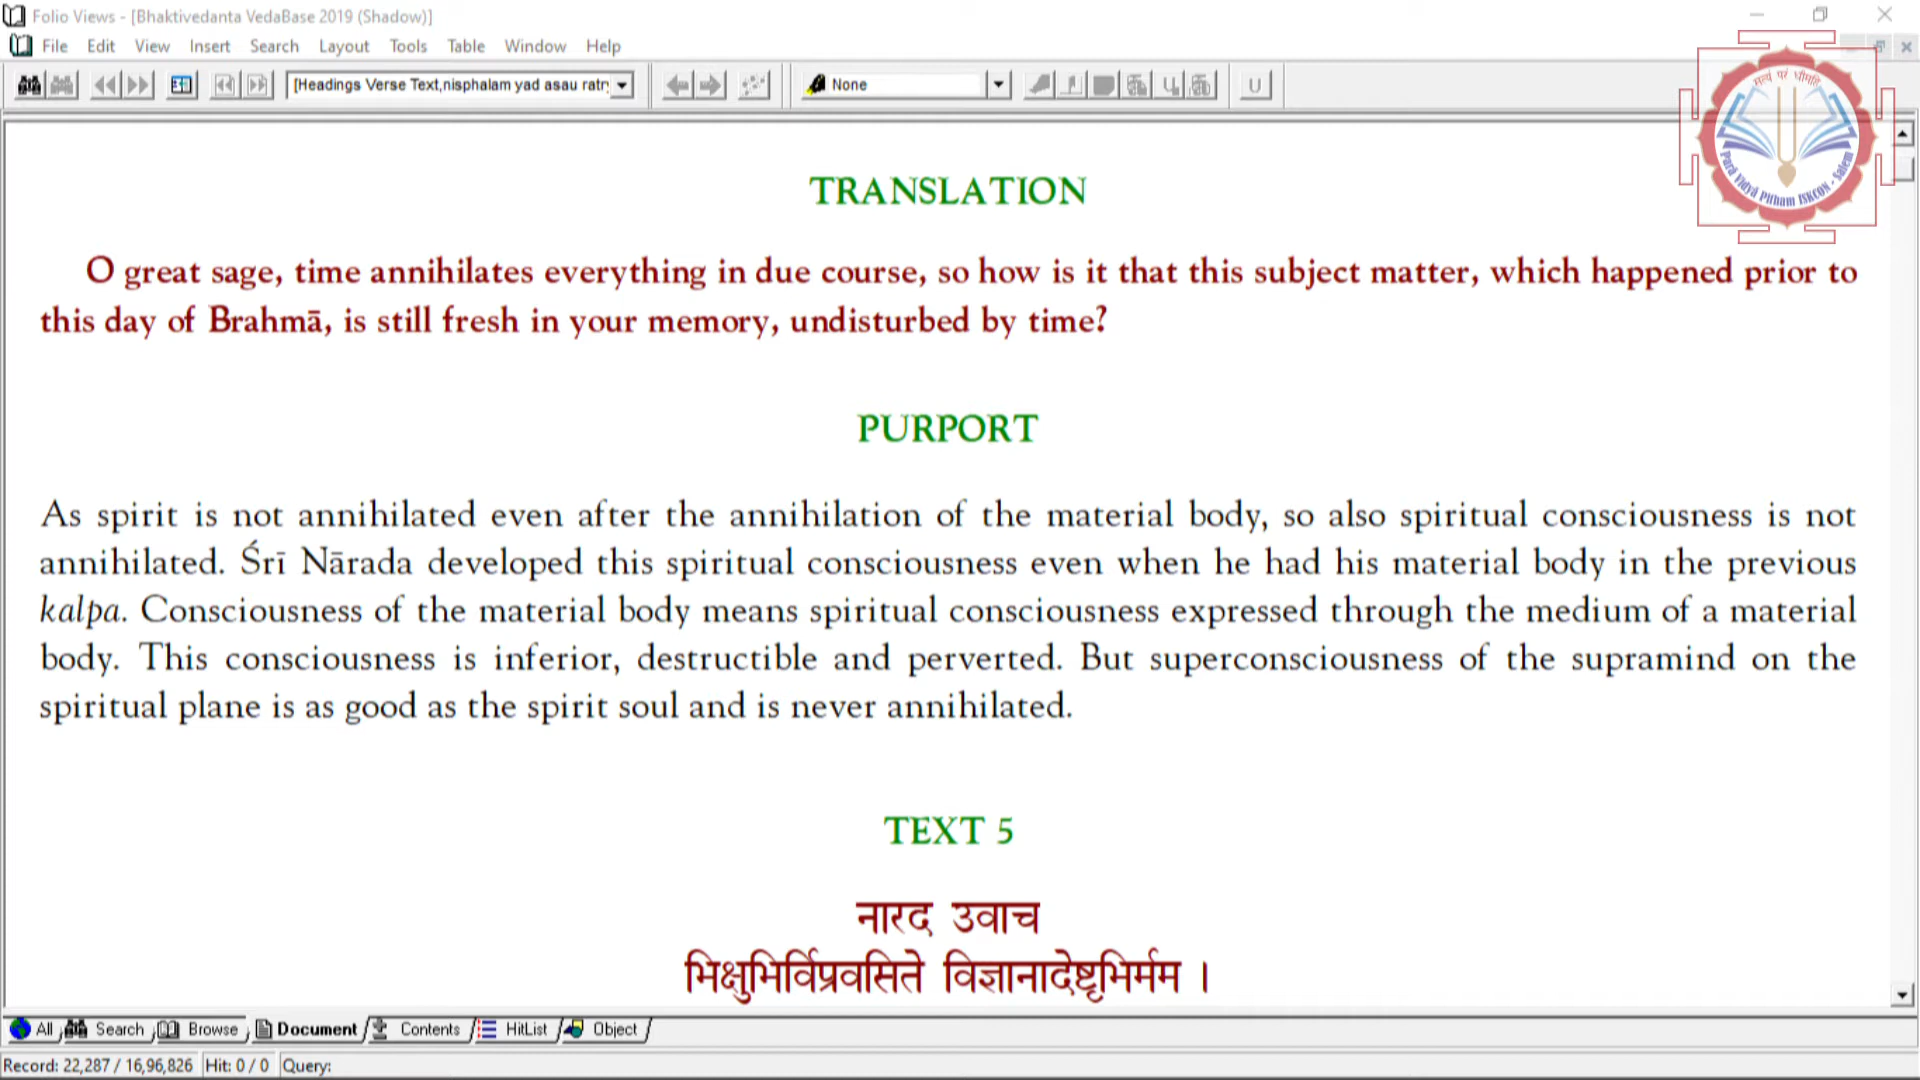 Folio Views - [Bhaktivedanta VedaBase 2019 (Shadow)]
File Edit View Insert Search Layout Tools Table Window Help
[Headings Verse Text,nisphalam yad asau ratr: None U
सत्यं परं धीमहि
Parā Vidyā Pīṭham ISKCON - Salem
TRANSLATION
O great sage, time annihilates everything in due course, so how is it that this subject matter, which happened prior to
this day of Brahmā, is still fresh in your memory, undisturbed by time?
PURPORT
As spirit is not annihilated even after the annihilation of the material body, so also spiritual consciousness is not
annihilated. Śrī Nārada developed this spiritual consciousness even when he had his material body in the previous
kalpa. Consciousness of the material body means spiritual consciousness expressed through the medium of a material
body. This consciousness is inferior, destructible and perverted. But superconsciousness of the supramind on the
spiritual plane is as good as the spirit soul and is never annihilated.
TEXT 5
नारद उवाच
भिक्षुभिर्विप्रवसिते विज्ञानादेष्टृभिर्मम ।
All Search Browse Document Contents HitList Object
Record: 22,287 / 16,96,826 Hit: 0 / 0 Query: